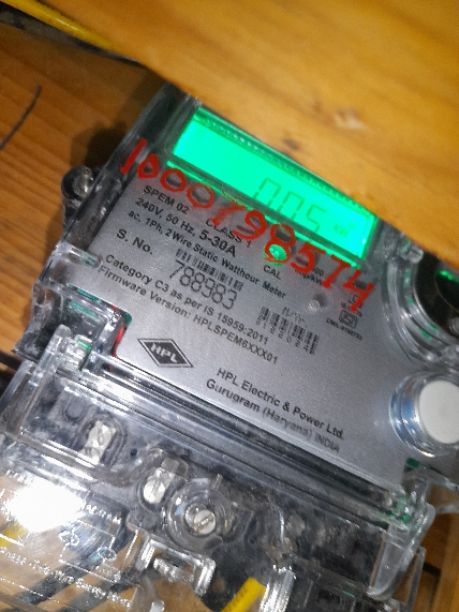 005
1000798574
SPEM 02 CLASS 1
240V, 50 Hz, 5-30A
ac. 1Ph, 2 Wire Static Watthour Meter
CAL
S. No.
788983
Category C3 as per IS 15959:2011
Firmware Version: HPLSPEM6XXX01
HPL
HPL Electric & Power Ltd.
Gurugram (Haryana) INDIA